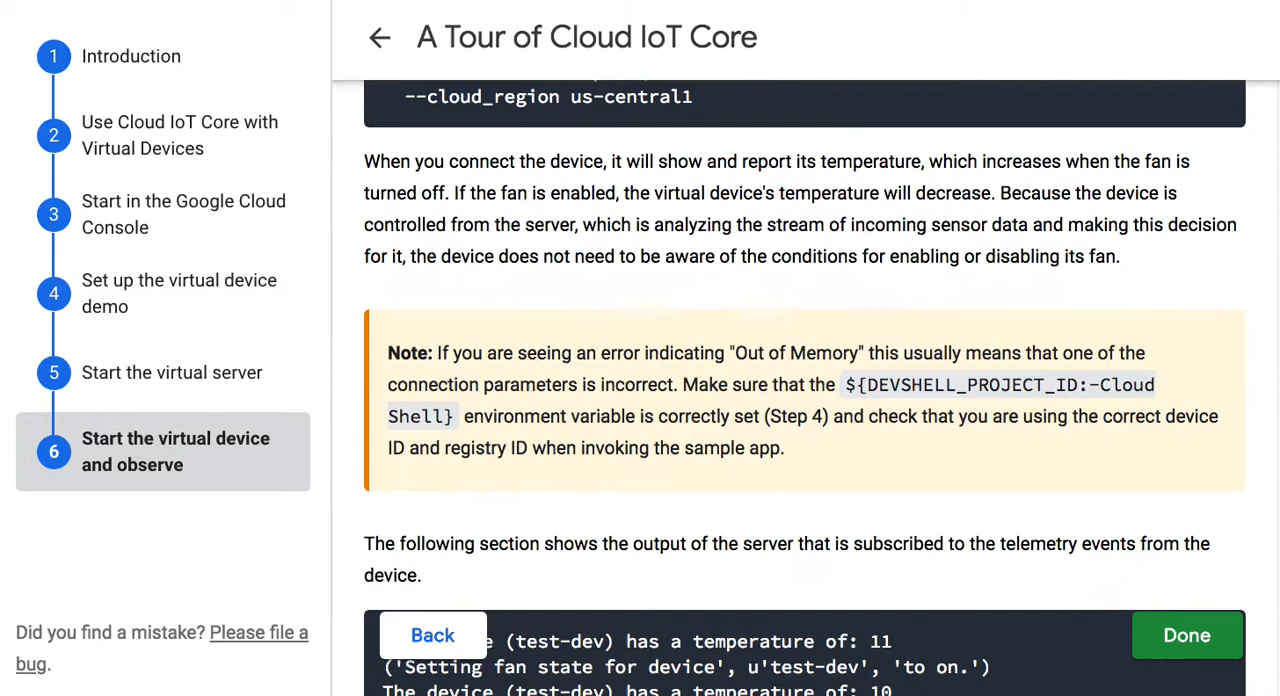 1 Introduction
2 Use Cloud IoT Core with
Virtual Devices
3 Start in the Google Cloud
Console
4 Set up the virtual device
demo
5 Start the virtual server
6 Start the virtual device
and observe
Did you find a mistake? Please file a
bug.
← A Tour of Cloud IoT Core
--cloud_region us-central1
When you connect the device, it will show and report its temperature, which increases when the fan is
turned off. If the fan is enabled, the virtual device's temperature will decrease. Because the device is
controlled from the server, which is analyzing the stream of incoming sensor data and making this decision
for it, the device does not need to be aware of the conditions for enabling or disabling its fan.
Note: If you are seeing an error indicating "Out of Memory" this usually means that one of the
connection parameters is incorrect. Make sure that the ${DEVSHELL_PROJECT_ID:-Cloud
Shell} environment variable is correctly set (Step 4) and check that you are using the correct device
ID and registry ID when invoking the sample app.
The following section shows the output of the server that is subscribed to the telemetry events from the
device.
(test-dev) has a temperature of: 11
('Setting fan state for device', u'test-dev', 'to on.')
The device (test-dev) has a temperature of: 10
Back
Done